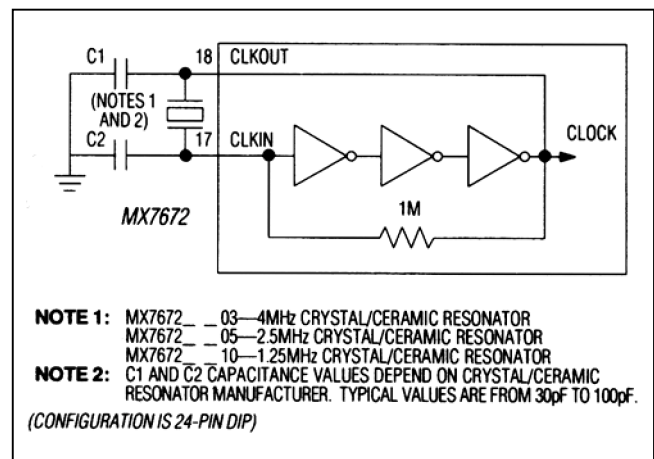 C1
18 CLKOUT
(NOTES 1
AND 2)
C2
17 CLKIN
CLOCK
1M
MX7672
NOTE 1: MX7672_ _ 03—4MHz CRYSTAL/CERAMIC RESONATOR
MX7672_ _ 05—2.5MHz CRYSTAL/CERAMIC RESONATOR
MX7672_ _ 10—1.25MHz CRYSTAL/CERAMIC RESONATOR
NOTE 2: C1 AND C2 CAPACITANCE VALUES DEPEND ON CRYSTAL/CERAMIC
RESONATOR MANUFACTURER. TYPICAL VALUES ARE FROM 30pF TO 100pF.
(CONFIGURATION IS 24-PIN DIP)